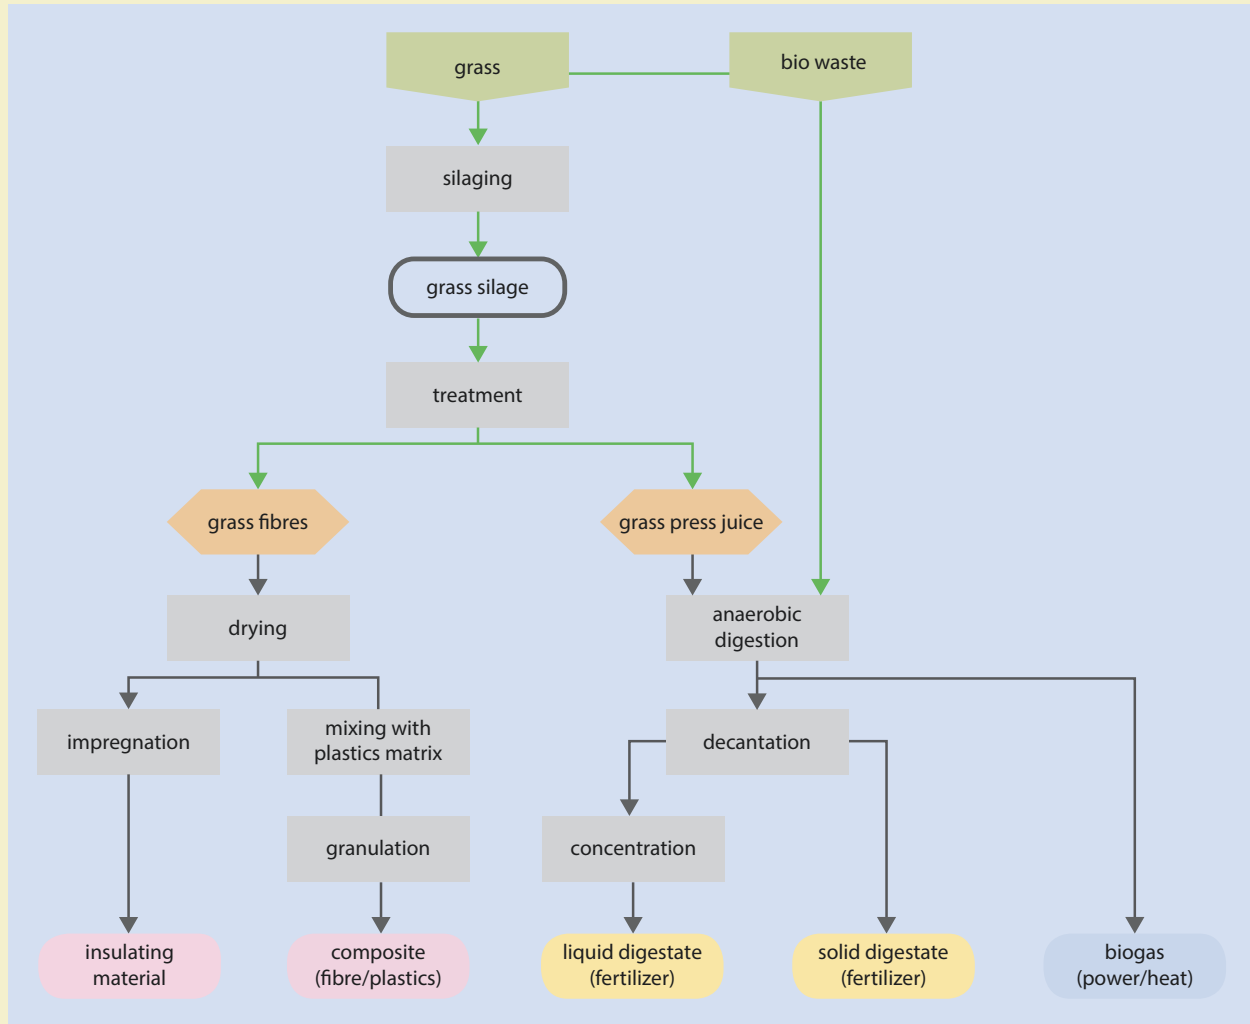 grass
bio waste
silaging
grass silage
treatment
grass fibres
grass press juice
drying
anaerobic
digestion
impregnation
mixing with
plastics matrix
decantation
granulation
concentration
insulating
material
composite
(fibre/plastics)
liquid digestate
(fertilizer)
solid digestate
(fertilizer)
biogas
(power/heat)